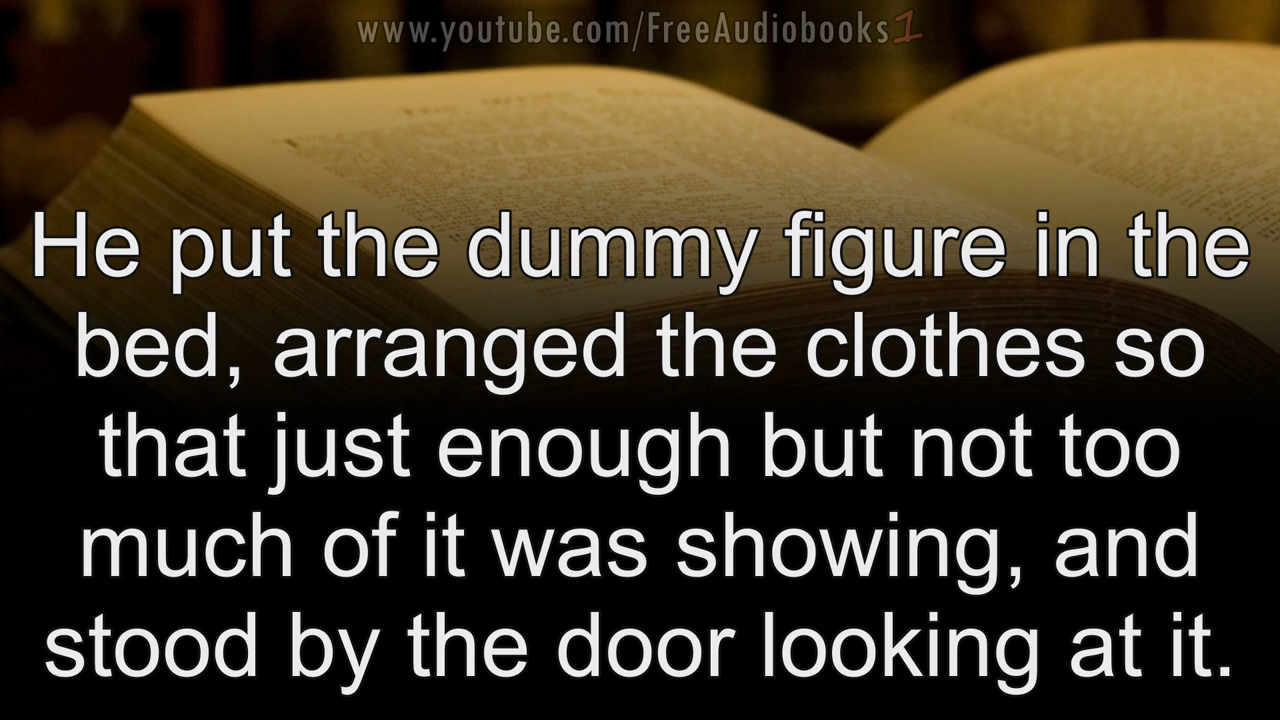 www.youtube.com/FreeAudiobooks1
He put the dummy figure in the
bed, arranged the clothes so
that just enough but not too
much of it was showing, and
stood by the door looking at it.